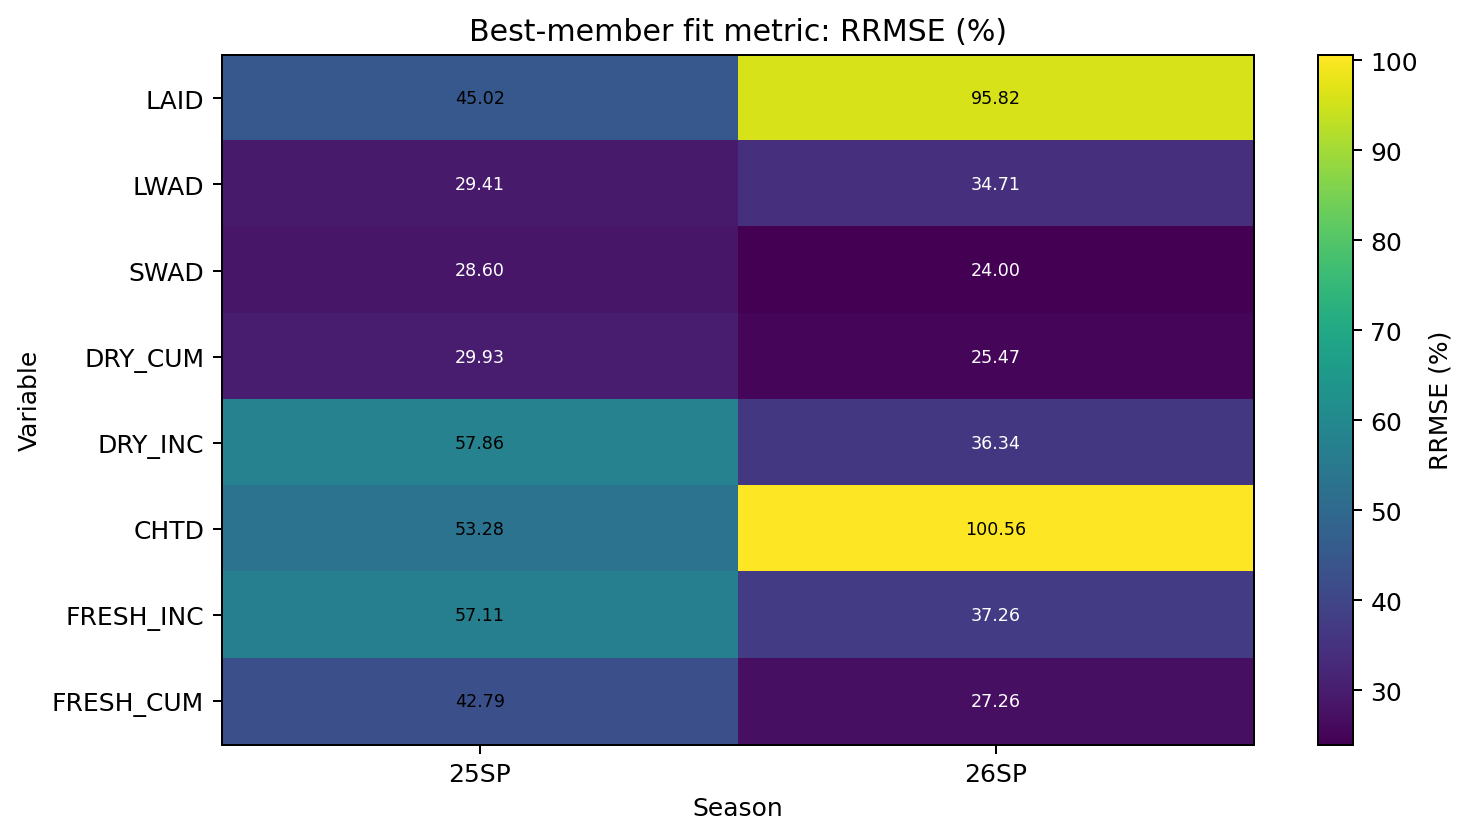 Best-member fit metric: RRMSE (%)
LAID 45.02 95.82
LWAD 29.41 34.71
SWAD 28.60 24.00
DRY_CUM 29.93 25.47
DRY_INC 57.86 36.34
CHTD 53.28 100.56
FRESH_INC 57.11 37.26
FRESH_CUM 42.79 27.26
25SP 26SP
Season
Variable
100
90
80
70
60
50
40
30
RRMSE (%)